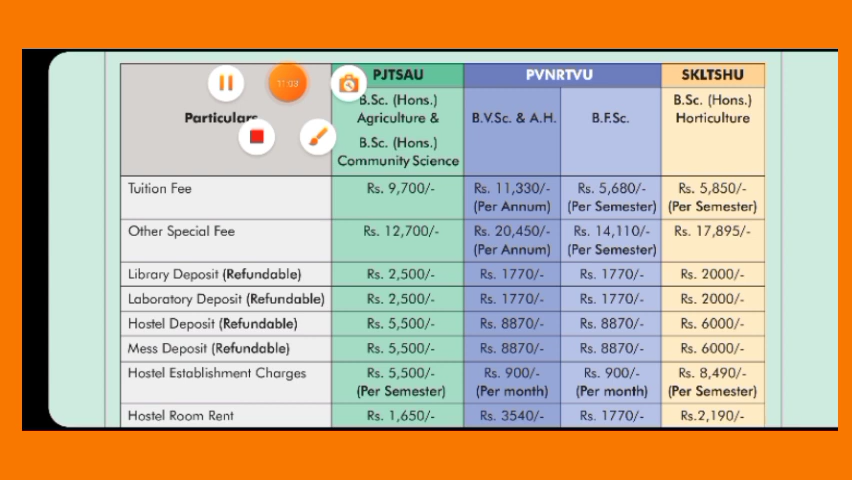 PJTSAU PVNRTVU SKLTSHU
11:03
Particulars
B.Sc. (Hons.)
Agriculture &
B.Sc. (Hons.)
Community Science
B.V.Sc. & A.H.
B.F.Sc.
B.Sc. (Hons.)
Horticulture
Tuition Fee Rs. 9,700/- Rs. 11,330/- Rs. 5,680/- Rs. 5,850/-
(Per Annum) (Per Semester) (Per Semester)
Other Special Fee Rs. 12,700/- Rs. 20,450/- Rs. 14,110/- Rs. 17,895/-
(Per Annum) (Per Semester)
Library Deposit (Refundable) Rs. 2,500/- Rs. 1770/- Rs. 1770/- Rs. 2000/-
Laboratory Deposit (Refundable) Rs. 2,500/- Rs. 1770/- Rs. 1770/- Rs. 2000/-
Hostel Deposit (Refundable) Rs. 5,500/- Rs. 8870/- Rs. 8870/- Rs. 6000/-
Mess Deposit (Refundable) Rs. 5,500/- Rs. 8870/- Rs. 8870/- Rs. 6000/-
Hostel Establishment Charges Rs. 5,500/- Rs. 900/- Rs. 900/- Rs. 8,490/-
(Per Semester) (Per month) (Per month) (Per Semester)
Hostel Room Rent Rs. 1,650/- Rs. 3540/- Rs. 1770/- Rs.2,190/-